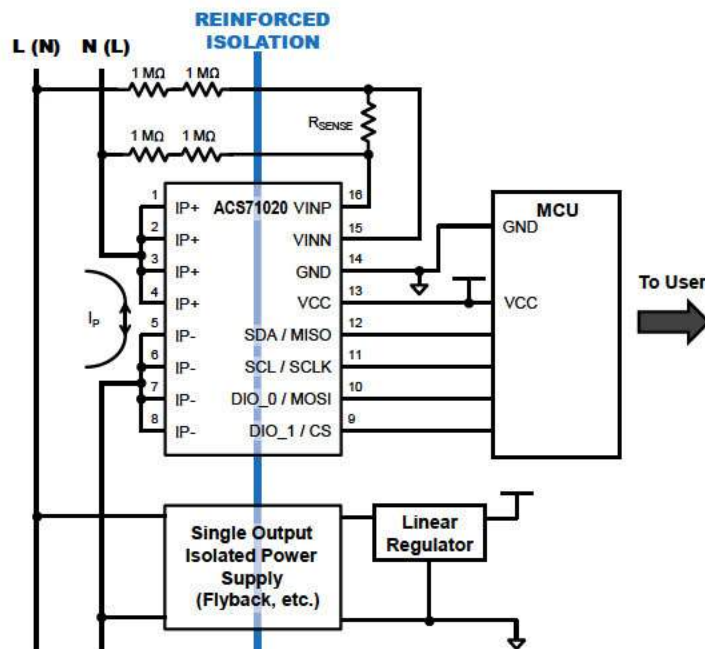 REINFORCED
ISOLATION
L (N)
N (L)
1 MΩ
1 MΩ
RSENSE
1 MΩ
1 MΩ
ACS71020
1
IP+
VINP
16
2
IP+
VINN
15
3
IP+
GND
14
4
IP+
VCC
13
5
IP-
SDA / MISO
12
6
IP-
SCL / SCLK
11
7
IP-
DIO_0 / MOSI
10
8
IP-
DIO_1 / CS
9
IP
MCU
GND
VCC
To User
Single Output
Isolated Power
Supply
(Flyback, etc.)
Linear
Regulator